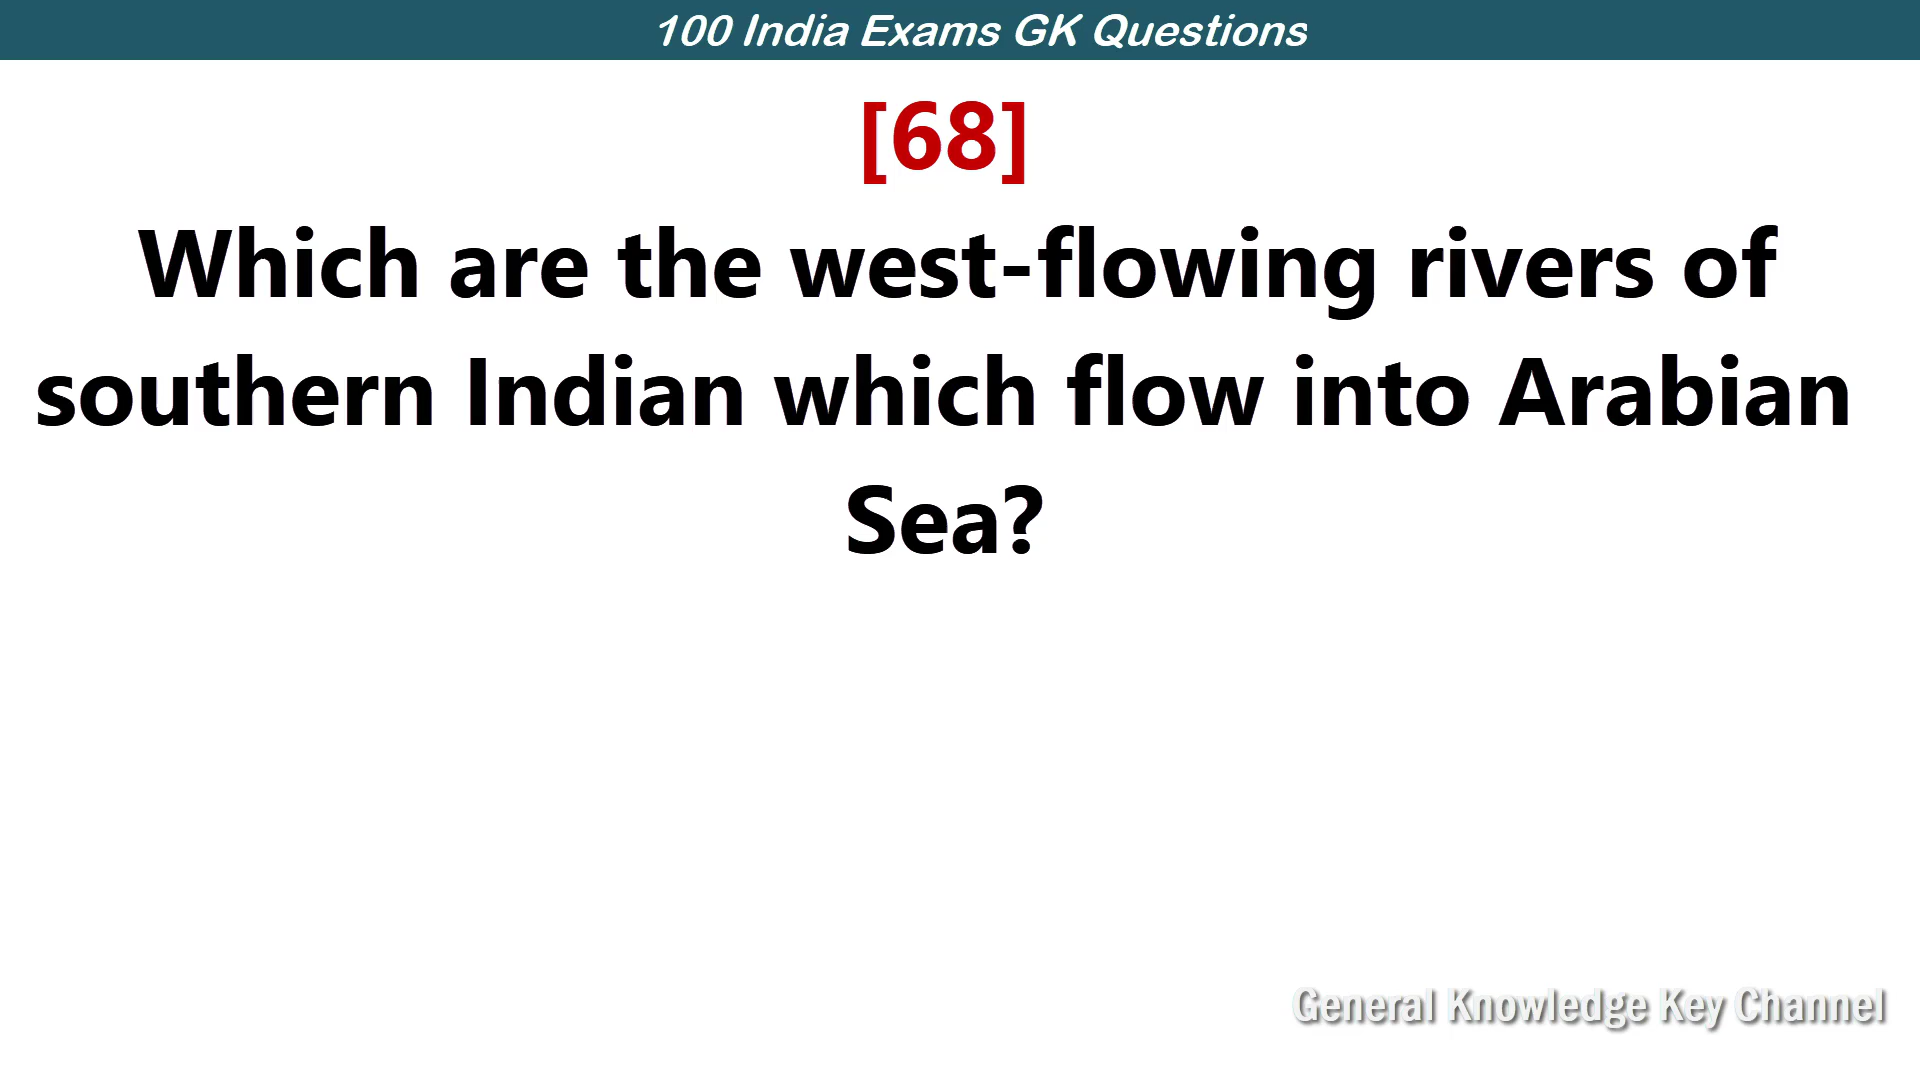 100 India Exams GK Questions
[68]
Which are the west-flowing rivers of
southern Indian which flow into Arabian
Sea?
General Knowledge Key Channel